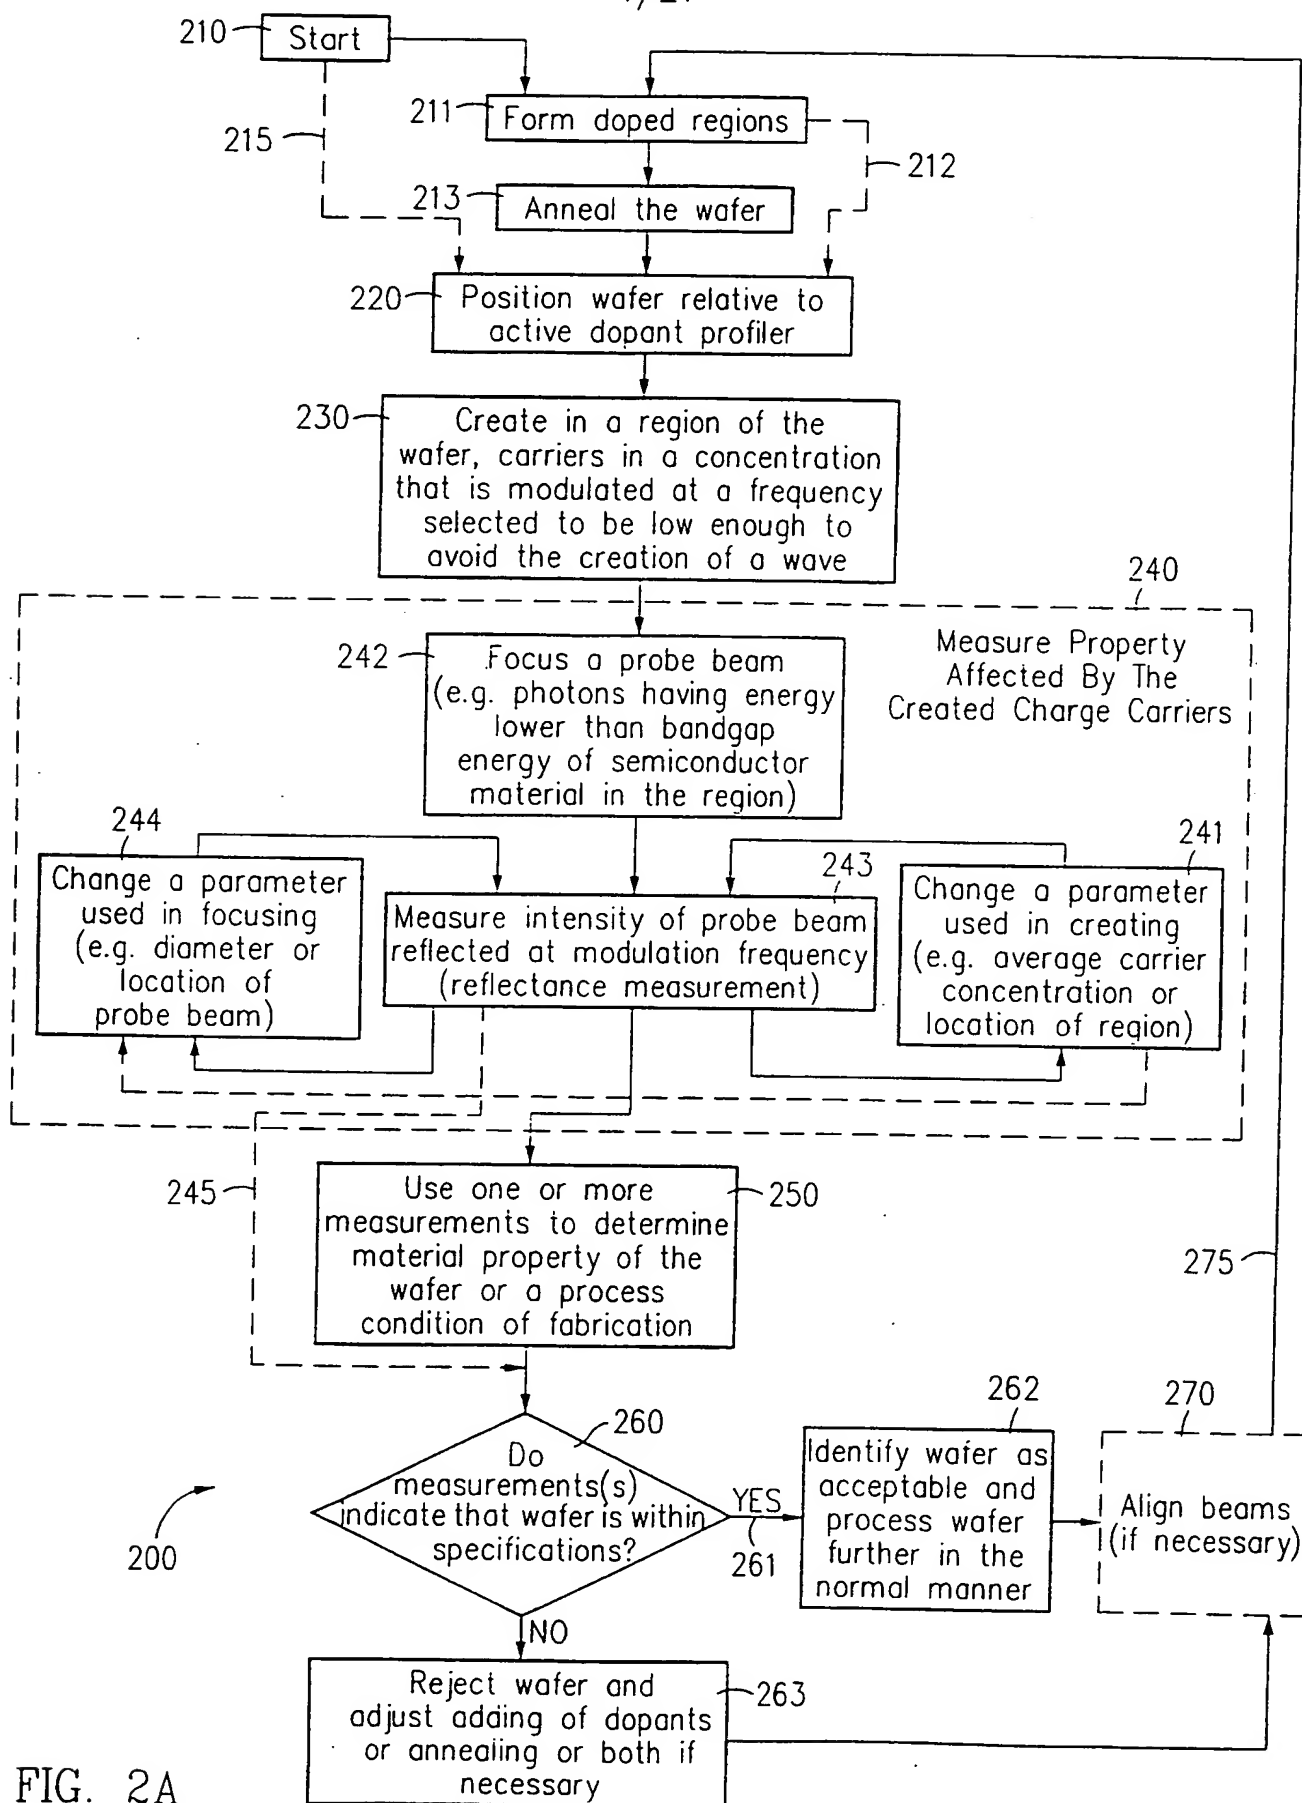 210
Start
211
Form doped regions
215
212
213
Anneal the wafer
220
Position wafer relative to
active dopant profiler
230
Create in a region of the
wafer, carriers in a concentration
that is modulated at a frequency
selected to be low enough to
avoid the creation of a wave
240
Measure Property
Affected By The
Created Charge Carriers
242
Focus a probe beam
(e.g. photons having energy
lower than bandgap
energy of semiconductor
material in the region)
244
Change a parameter
used in focusing
(e.g. diameter or
location of
probe beam)
243
Measure intensity of probe beam
reflected at modulation frequency
(reflectance measurement)
241
Change a parameter
used in creating
(e.g. average carrier
concentration or
location of region)
245
250
Use one or more
measurements to determine
material property of the
wafer or a process
condition of fabrication
275
260
Do
measurements(s)
indicate that wafer is within
specifications?
YES
261
262
Identify wafer as
acceptable and
process wafer
further in the
normal manner
270
Align beams
(if necessary)
200
NO
263
Reject wafer and
adjust adding of dopants
or annealing or both if
necessary
FIG. 2A